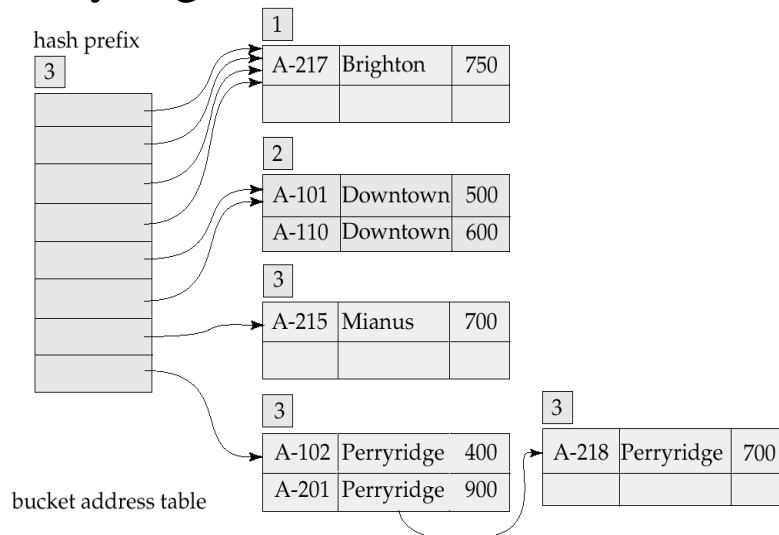 hash prefix
3
1
A-217 Brighton 750
2
A-101 Downtown 500
A-110 Downtown 600
3
A-215 Mianus 700
3
A-102 Perryridge 400
A-201 Perryridge 900
3
A-218 Perryridge 700
bucket address table